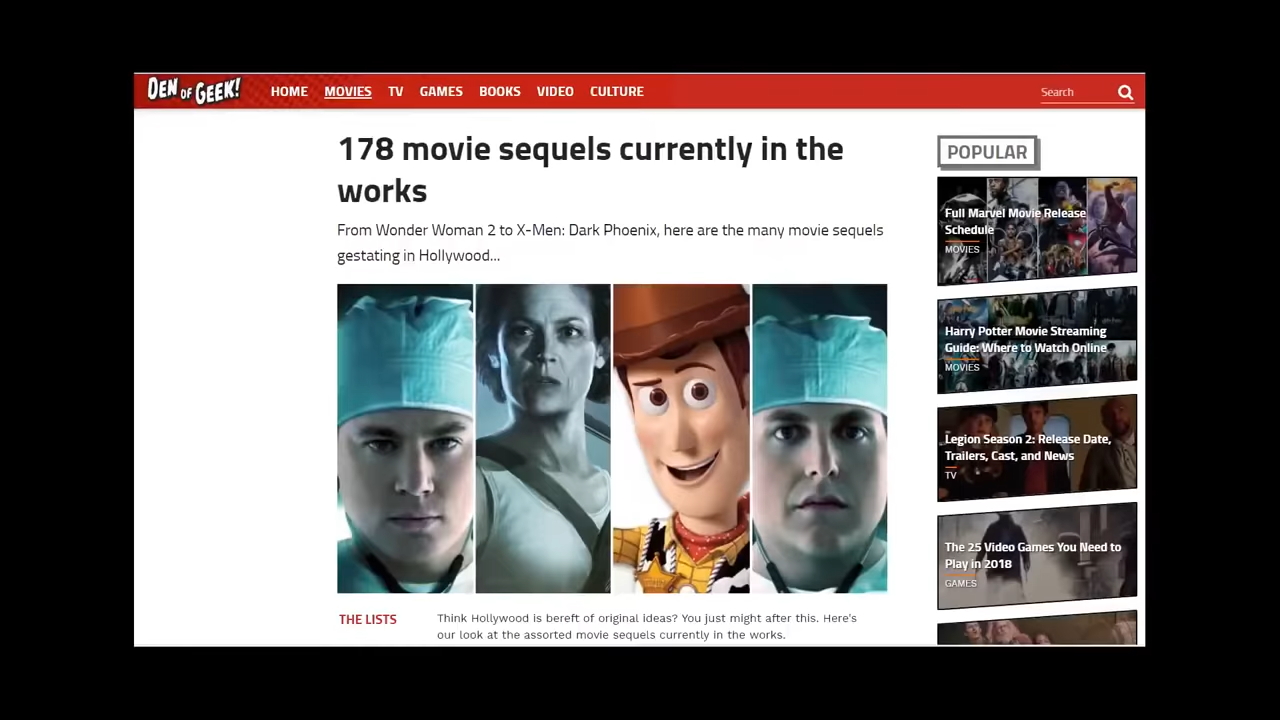 DEN OF GEEK!
HOME MOVIES TV GAMES BOOKS VIDEO CULTURE
Search
178 movie sequels currently in the
works
From Wonder Woman 2 to X-Men: Dark Phoenix, here are the many movie sequels
gestating in Hollywood...
THE LISTS
Think Hollywood is bereft of original ideas? You just might after this. Here's
our look at the assorted movie sequels currently in the works.
POPULAR
Full Marvel Movie Release
Schedule
MOVIES
Harry Potter Movie Streaming
Guide: Where to Watch Online
MOVIES
Legion Season 2: Release Date,
Trailers, Cast, and News
TV
The 25 Video Games You Need to
Play in 2018
GAMES